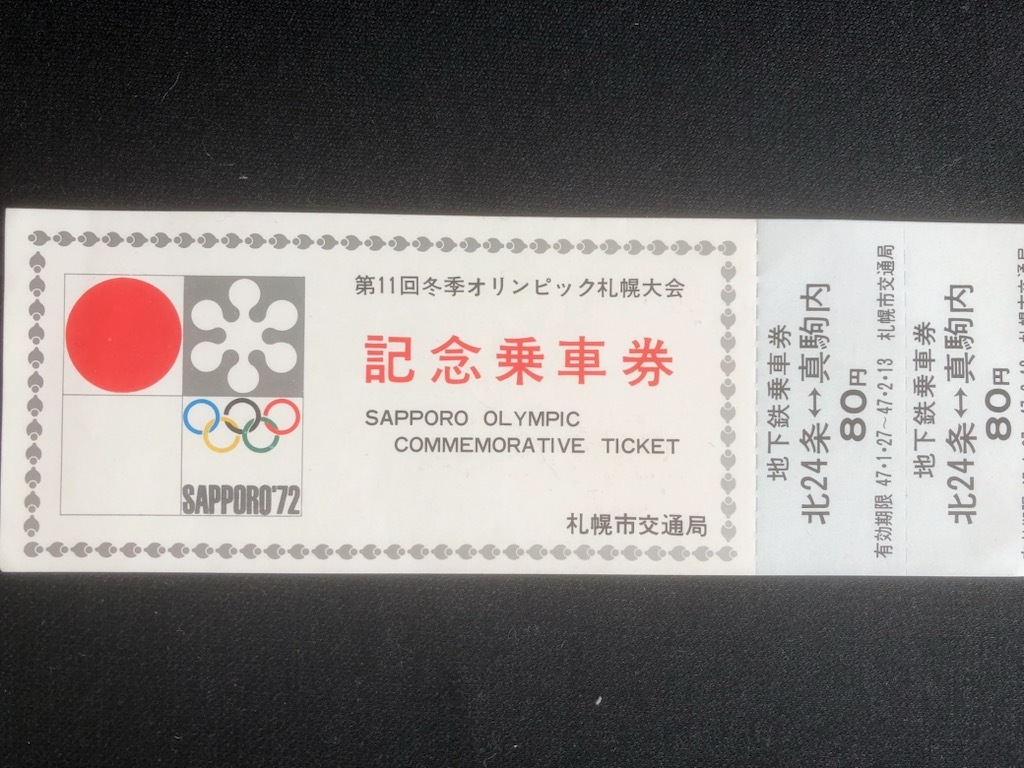 第11回冬季オリンピック札幌大会
記念乗車券
SAPPORO OLYMPIC
COMMEMORATIVE TICKET
札幌市交通局
SAPPORO'72
地下鉄乗車券
北24条↔真駒内
80円
有効期限 47・1・27~47・2・13 札幌市交通局
地下鉄乗車券
北24条↔真駒内
80円